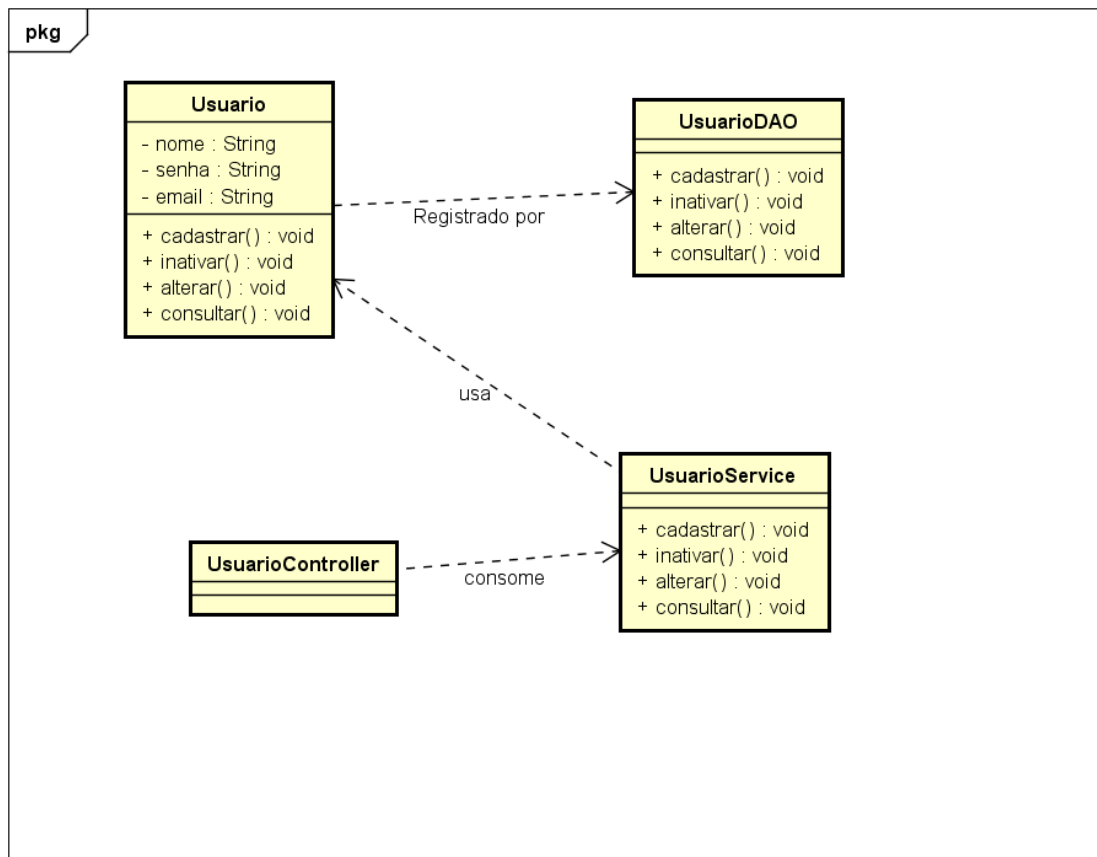 pkg
Usuario
- nome : String
- senha : String
- email : String
+ cadastrar() : void
+ inativar() : void
+ alterar() : void
+ consultar() : void
UsuarioDAO
+ cadastrar() : void
+ inativar() : void
+ alterar() : void
+ consultar() : void
Registrado por
usa
UsuarioService
+ cadastrar() : void
+ inativar() : void
+ alterar() : void
+ consultar() : void
UsuarioController
consome